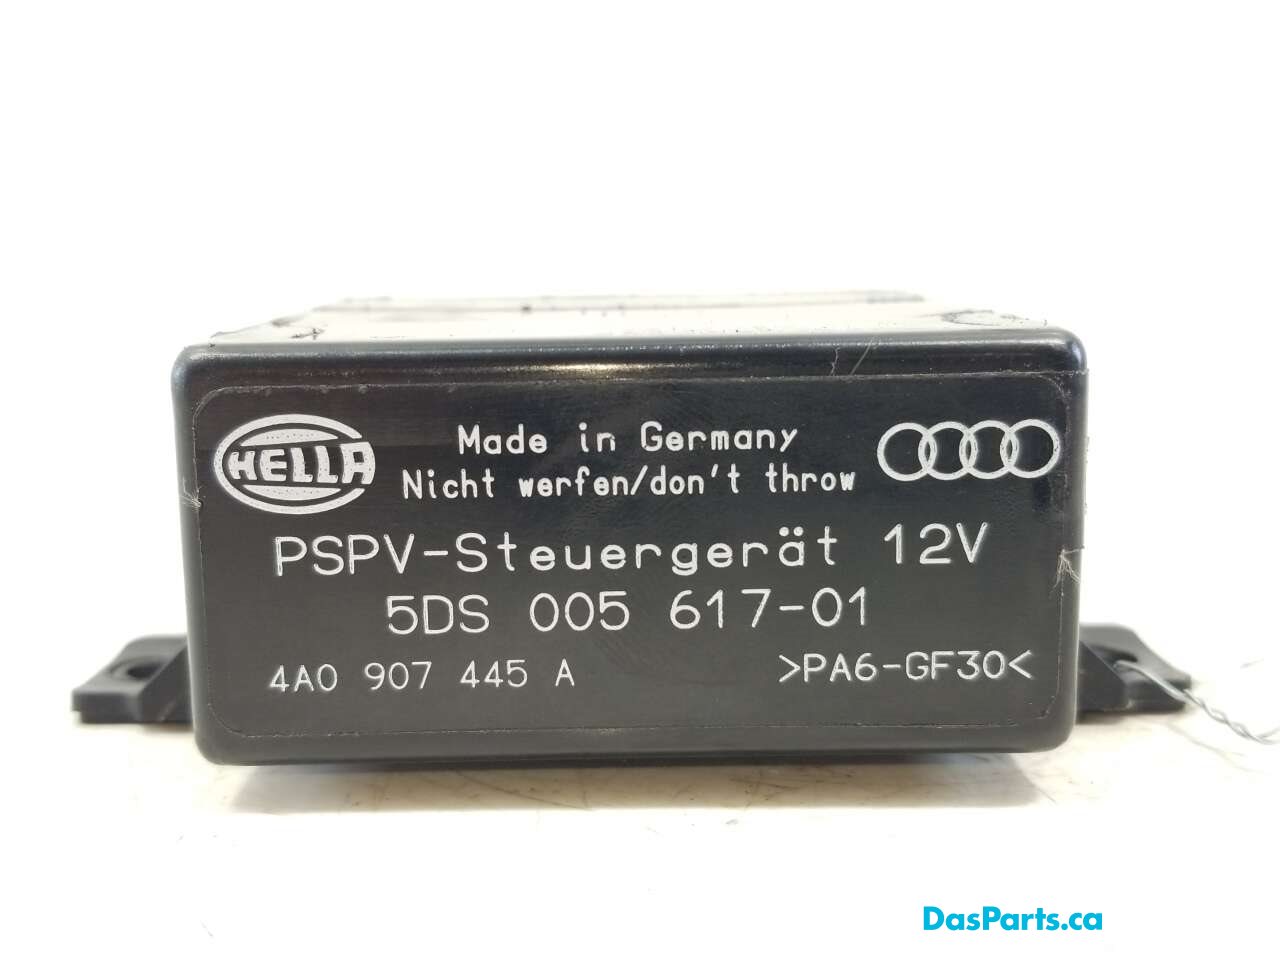 HELLA
Made in Germany
Nicht werfen/don't throw
PSPV-Steuergerät 12V
5DS 005 617-01
4A0 907 445 A
>PA6-GF30<
DasParts.ca